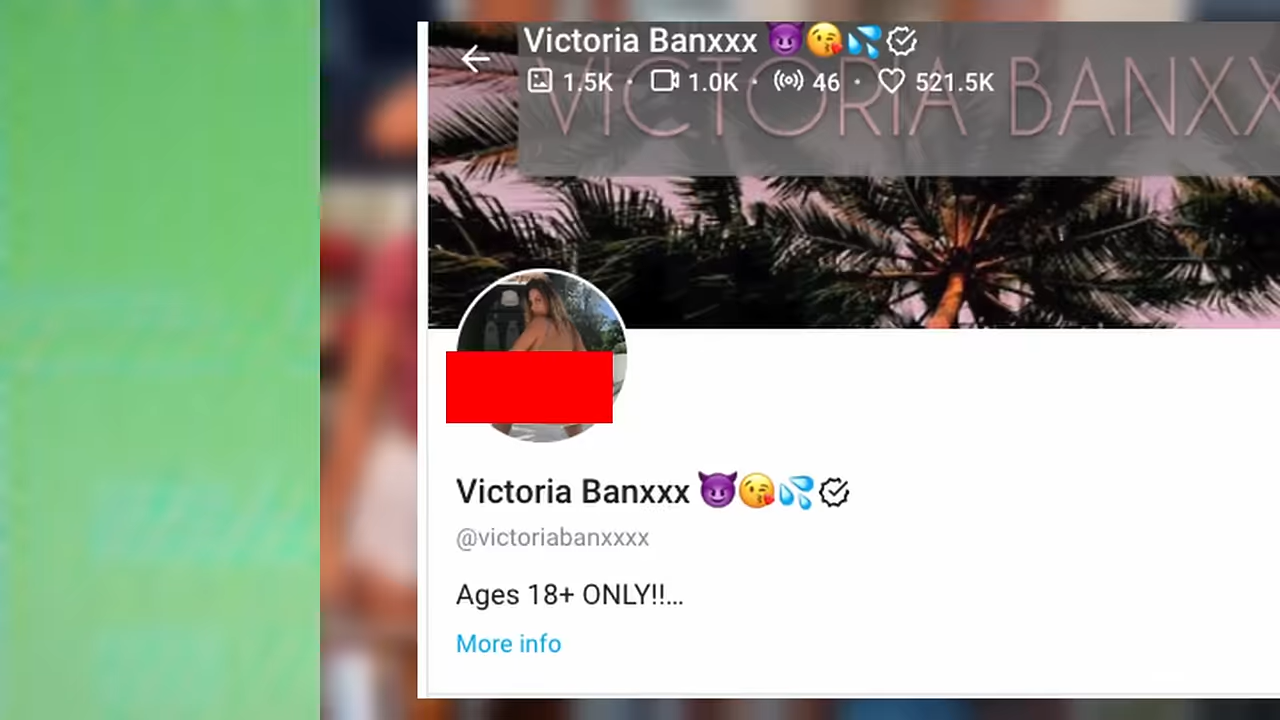 Victoria Banxxx 😈😘💦
1.5K · 1.0K · 46 · 521.5K
VICTORIA BANXX
Victoria Banxxx 😈😘💦
@victoriabanxxxx
Ages 18+ ONLY!!...
More info